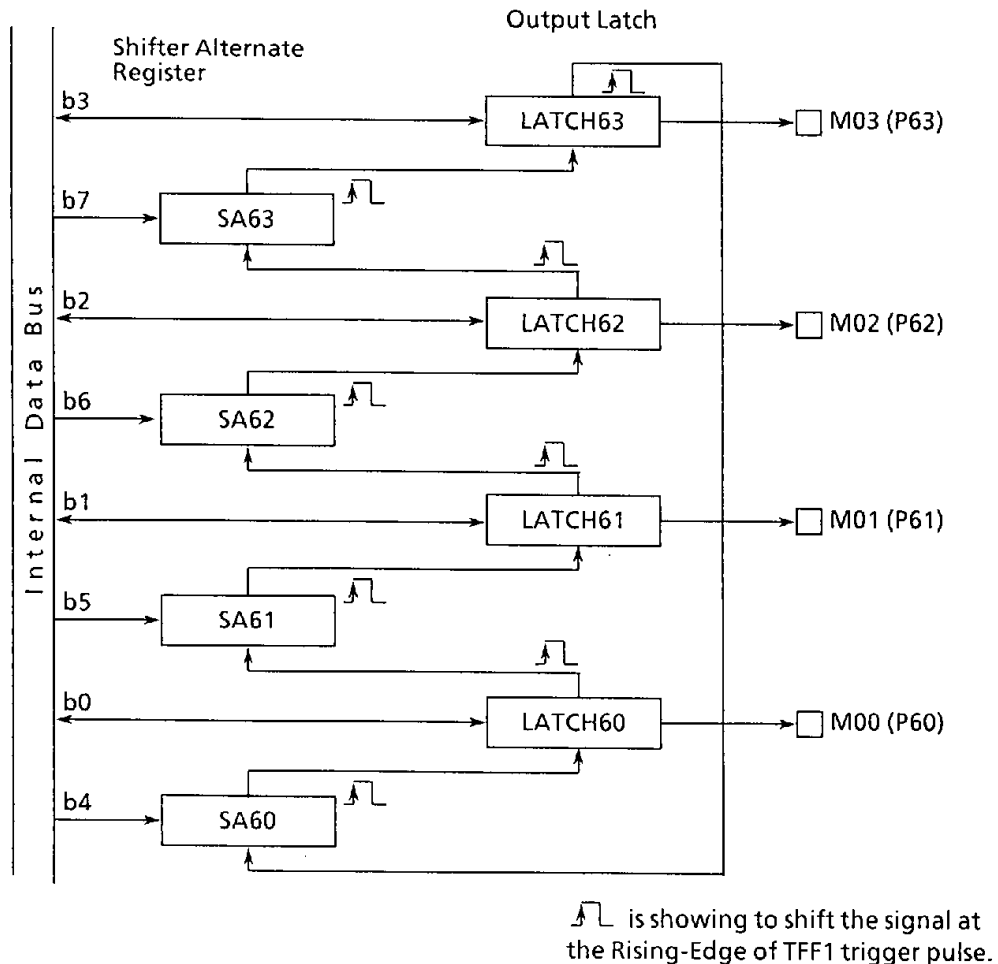 Output Latch
Shifter Alternate
Register
b3
LATCH63
M03 (P63)
b7
SA63
b2
LATCH62
M02 (P62)
b6
SA62
b1
LATCH61
M01 (P61)
b5
SA61
b0
LATCH60
M00 (P60)
b4
SA60
Internal Data Bus
is showing to shift the signal at
the Rising-Edge of TFF1 trigger pulse.